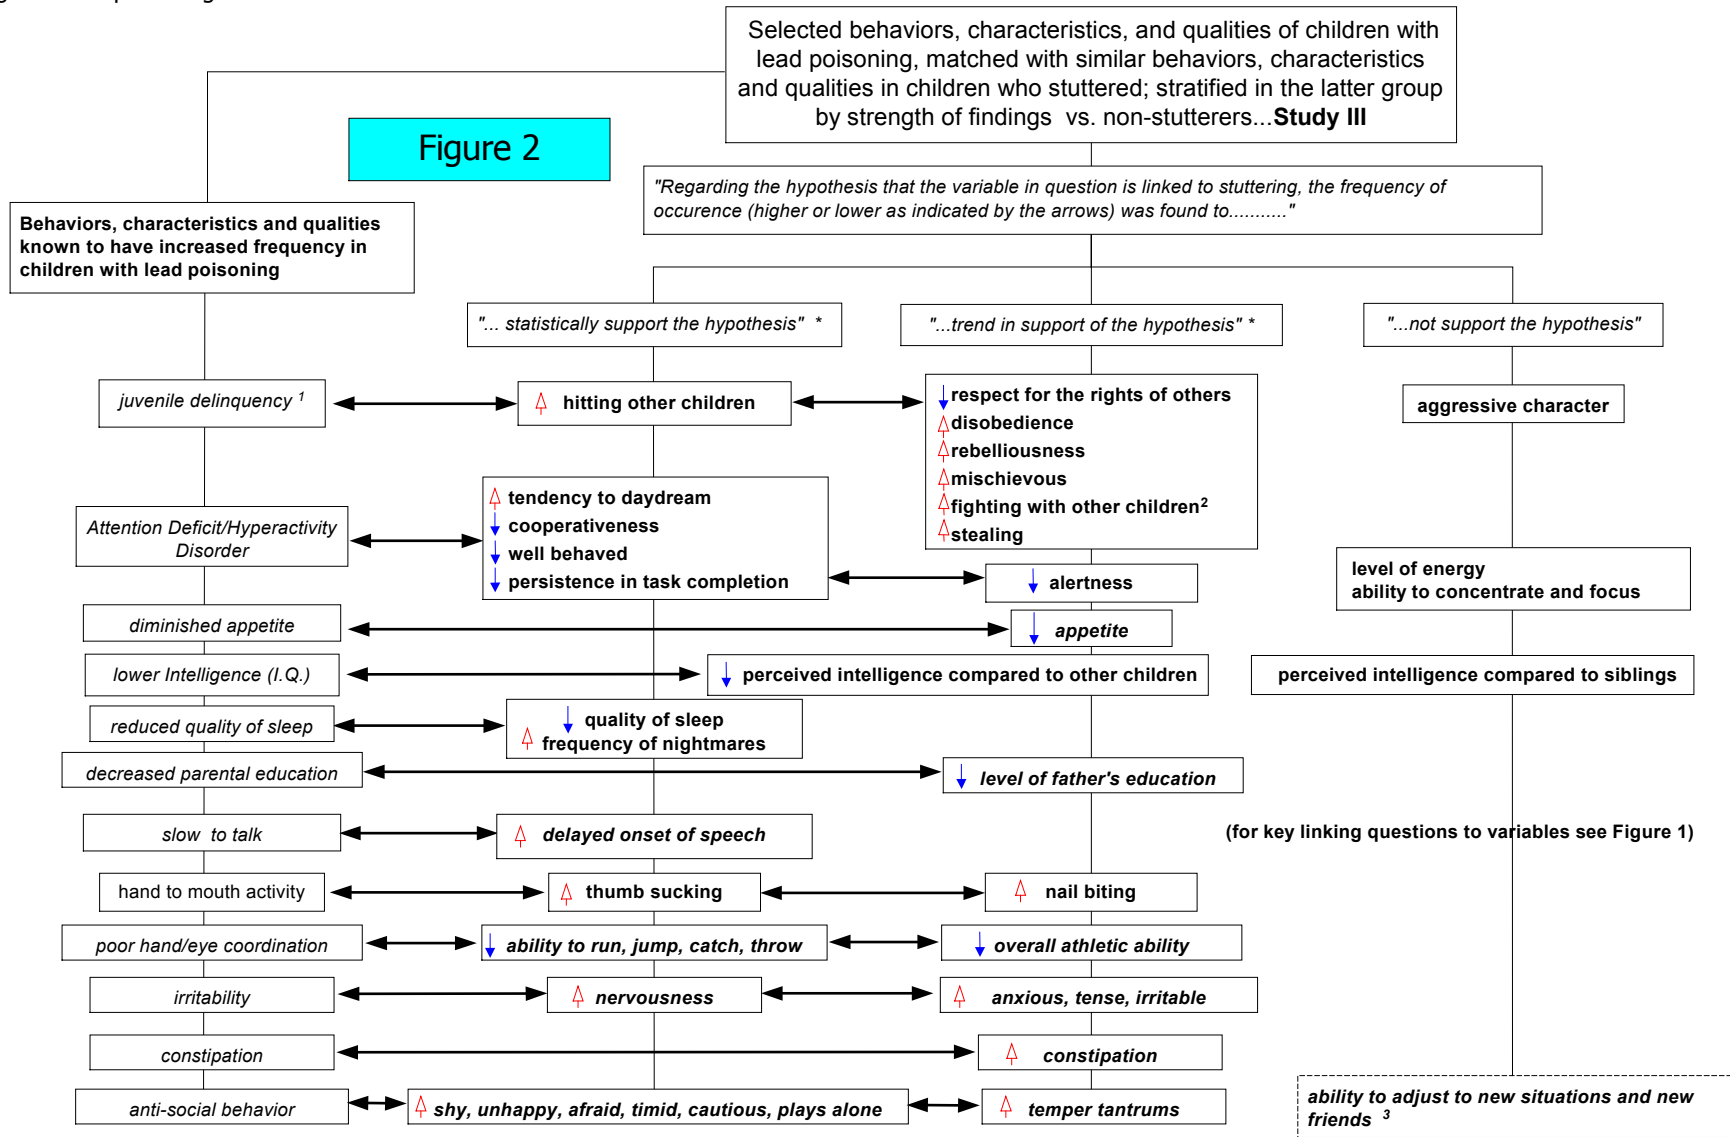 Selected behaviors, characteristics, and qualities of children with
lead poisoning, matched with similar behaviors, characteristics
and qualities in children who stuttered; stratified in the latter group
by strength of findings vs. non-stutterers...Study III
Figure 2
"Regarding the hypothesis that the variable in question is linked to stuttering, the frequency of
occurence (higher or lower as indicated by the arrows) was found to.........."
Behaviors, characteristics and qualities
known to have increased frequency in
children with lead poisoning
"... statistically support the hypothesis" *
"...trend in support of the hypothesis" *
"...not support the hypothesis"
juvenile delinquency 1
hitting other children
respect for the rights of others
disobedience
rebelliousness
mischievous
fighting with other children2
stealing
aggressive character
Attention Deficit/Hyperactivity
Disorder
tendency to daydream
cooperativeness
well behaved
persistence in task completion
alertness
level of energy
ability to concentrate and focus
diminished appetite
appetite
lower Intelligence (I.Q.)
perceived intelligence compared to other children
perceived intelligence compared to siblings
reduced quality of sleep
quality of sleep
frequency of nightmares
decreased parental education
level of father's education
slow to talk
delayed onset of speech
(for key linking questions to variables see Figure 1)
hand to mouth activity
thumb sucking
nail biting
poor hand/eye coordination
ability to run, jump, catch, throw
overall athletic ability
irritability
nervousness
anxious, tense, irritable
constipation
constipation
anti-social behavior
shy, unhappy, afraid, timid, cautious, plays alone
temper tantrums
ability to adjust to new situations and new
friends 3